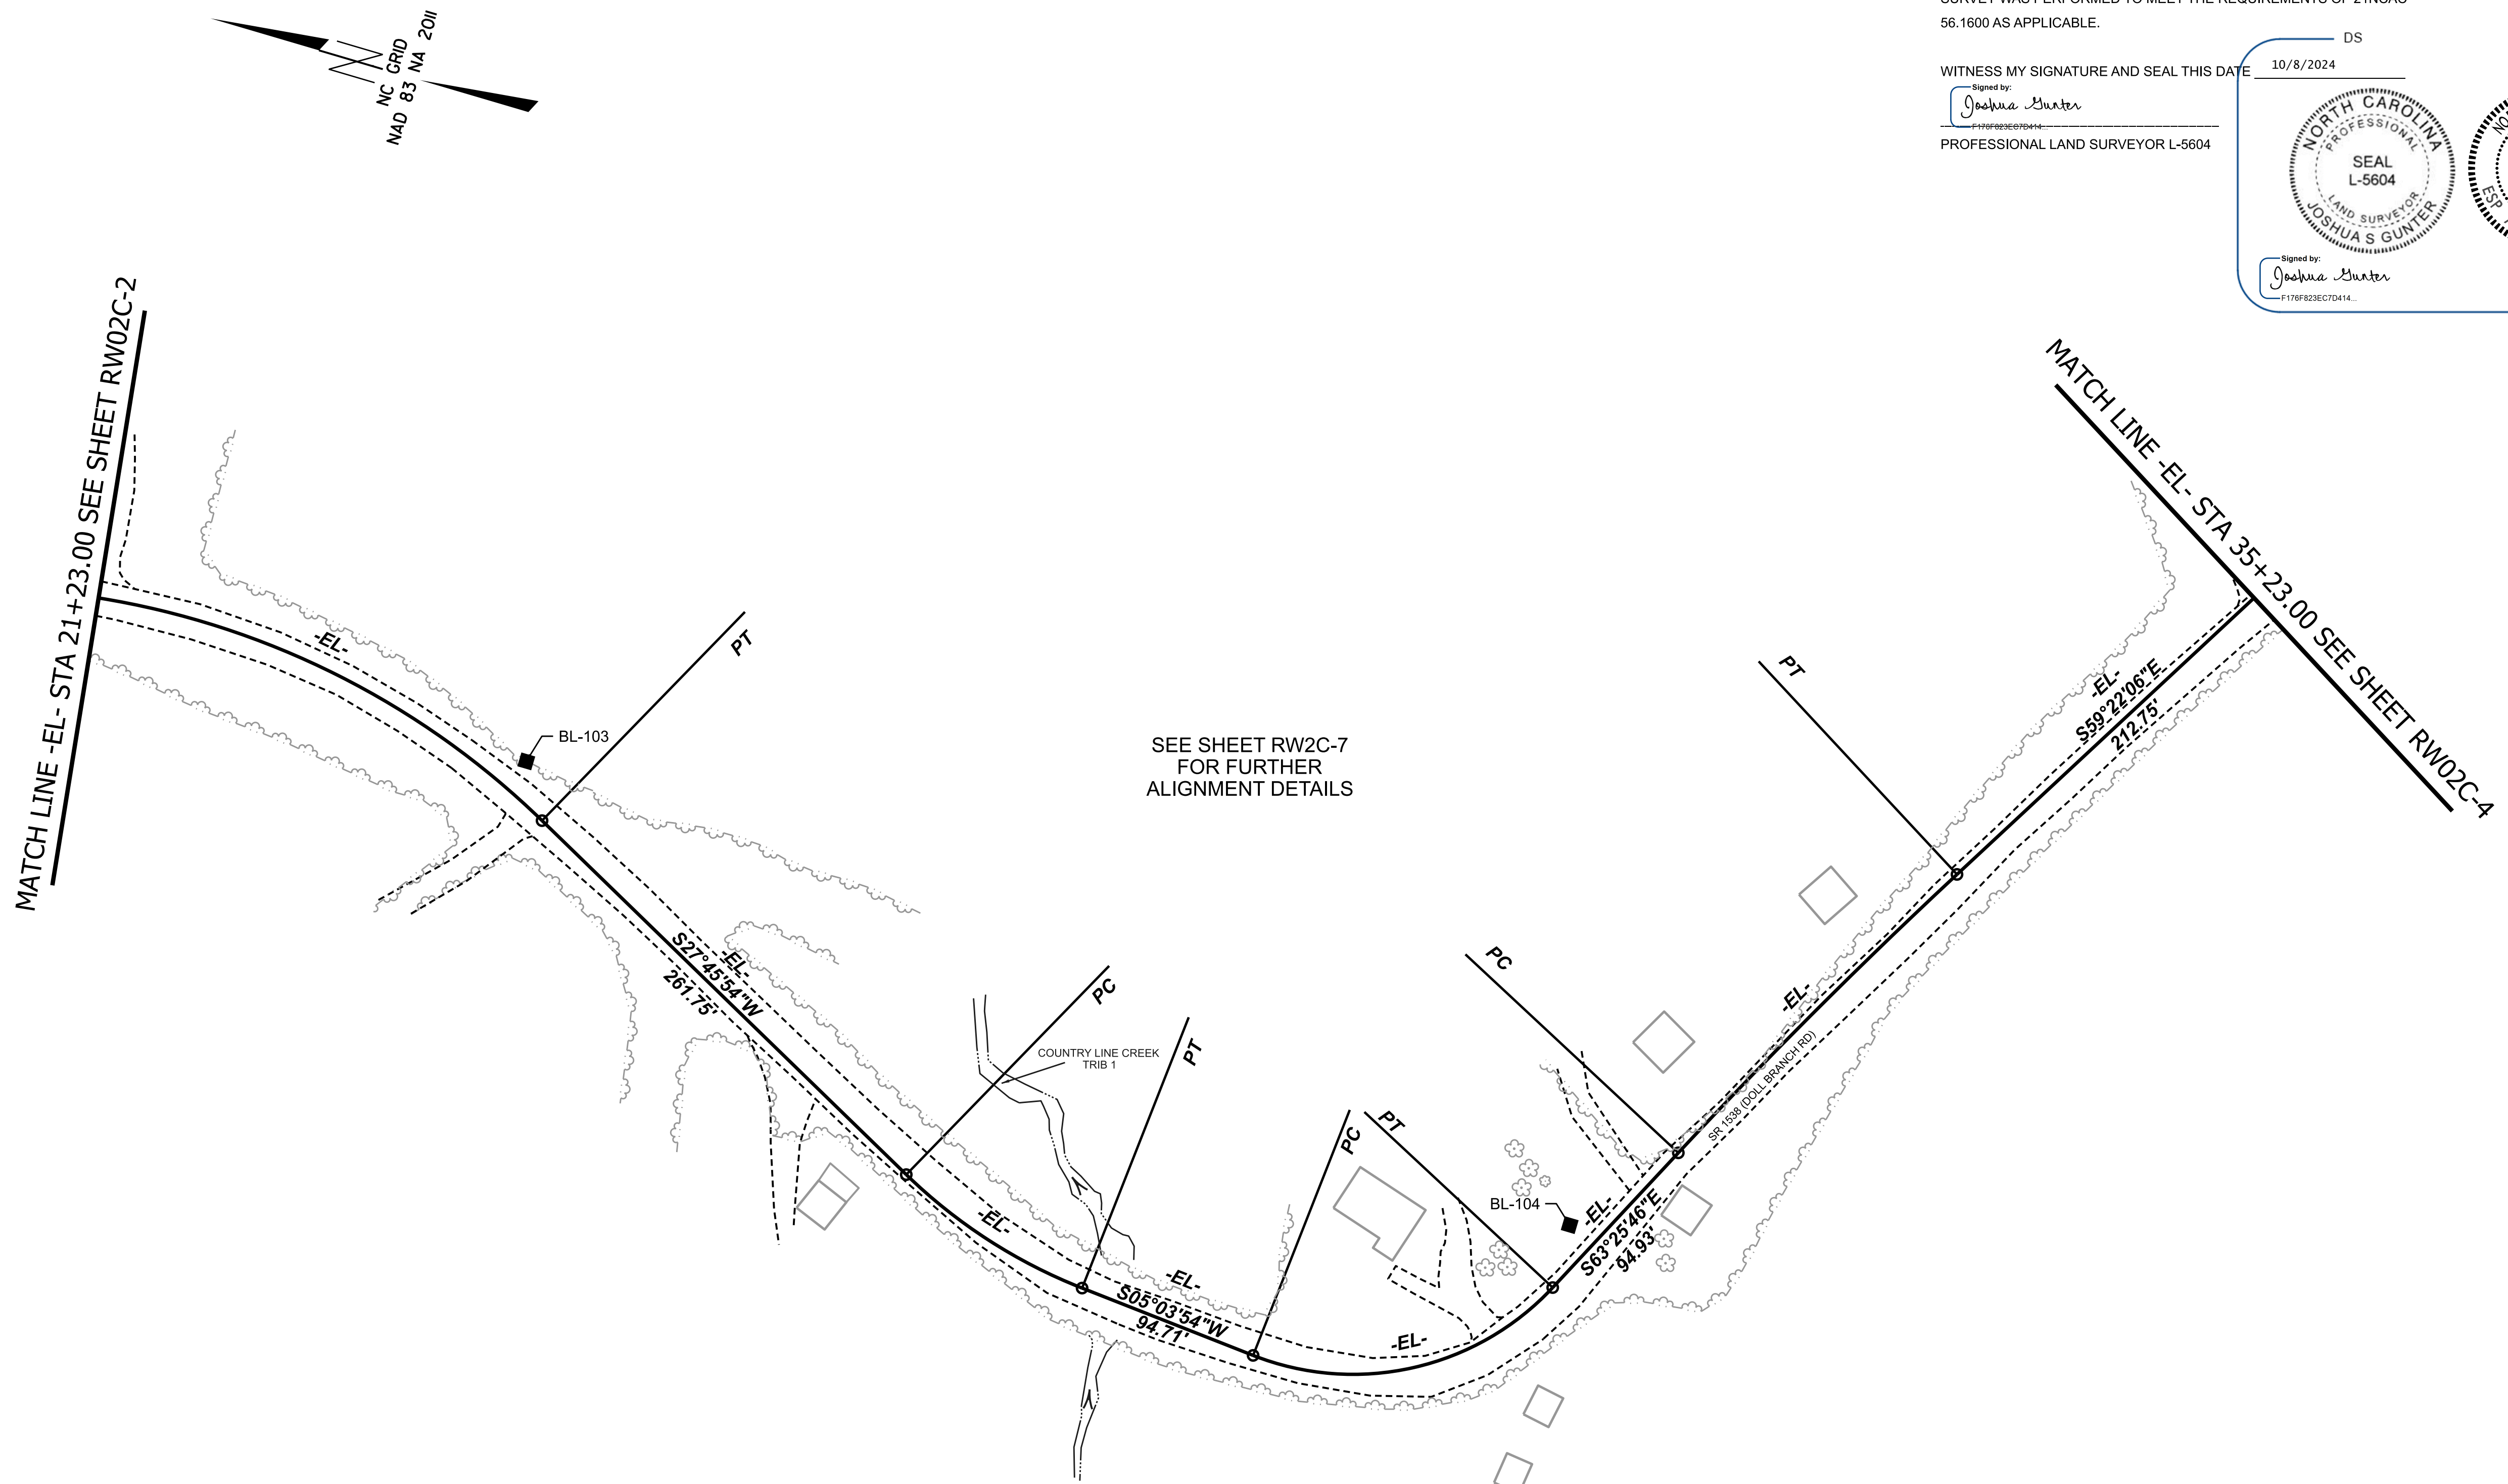 NC GRID
NAD 83 NA 2011
SURVEY WAS PERFORMED TO MEET THE REQUIREMENTS OF 21NCAC
56.1600 AS APPLICABLE.
DS
WITNESS MY SIGNATURE AND SEAL THIS DATE 10/8/2024
Signed by:
Joshua Gunter
F176F823EC7D414...
PROFESSIONAL LAND SURVEYOR L-5604
NORTH CAROLINA
PROFESSIONAL
SEAL
L-5604
LAND SURVEYOR
JOSHUA S GUNTER
ESP
Signed by:
Joshua Gunter
F176F823EC7D414...
MATCH LINE -EL- STA 21+23.00 SEE SHEET RW02C-2
MATCH LINE -EL- STA 35+23.00 SEE SHEET RW02C-4
-EL-
PT
BL-103
SEE SHEET RW2C-7
FOR FURTHER
ALIGNMENT DETAILS
PT
-EL-
S59°22'06"E
212.75'
-EL-
S27°45'54"W
261.75'
PC
COUNTRY LINE CREEK
TRIB 1
PT
PC
PT
PC
-EL-
SR 1538 (DOLL BRANCH RD)
BL-104
-EL-
S63°25'46"E
94.93'
-EL-
-EL-
S05°03'54"W
94.71'
-EL-